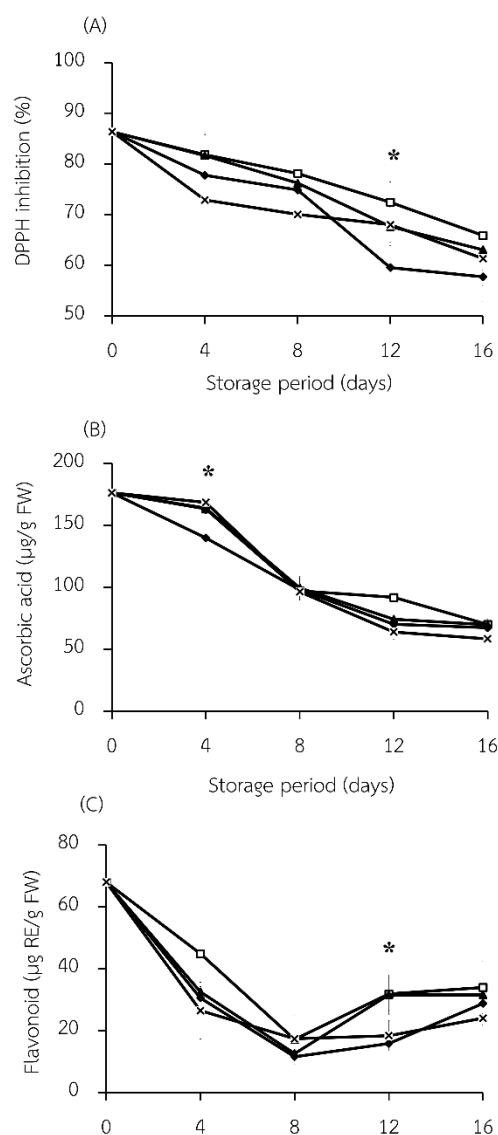 (A)
DPPH inhibition (%)
100
90
80
70
60
50
*
0 4 8 12 16
Storage period (days)
(B)
Ascorbic acid (µg/g FW)
200
150
100
50
0
*
0 4 8 12 16
Storage period (days)
(C)
Flavonoid (µg RE/g FW)
80
60
40
20
0
*
0 4 8 12 16